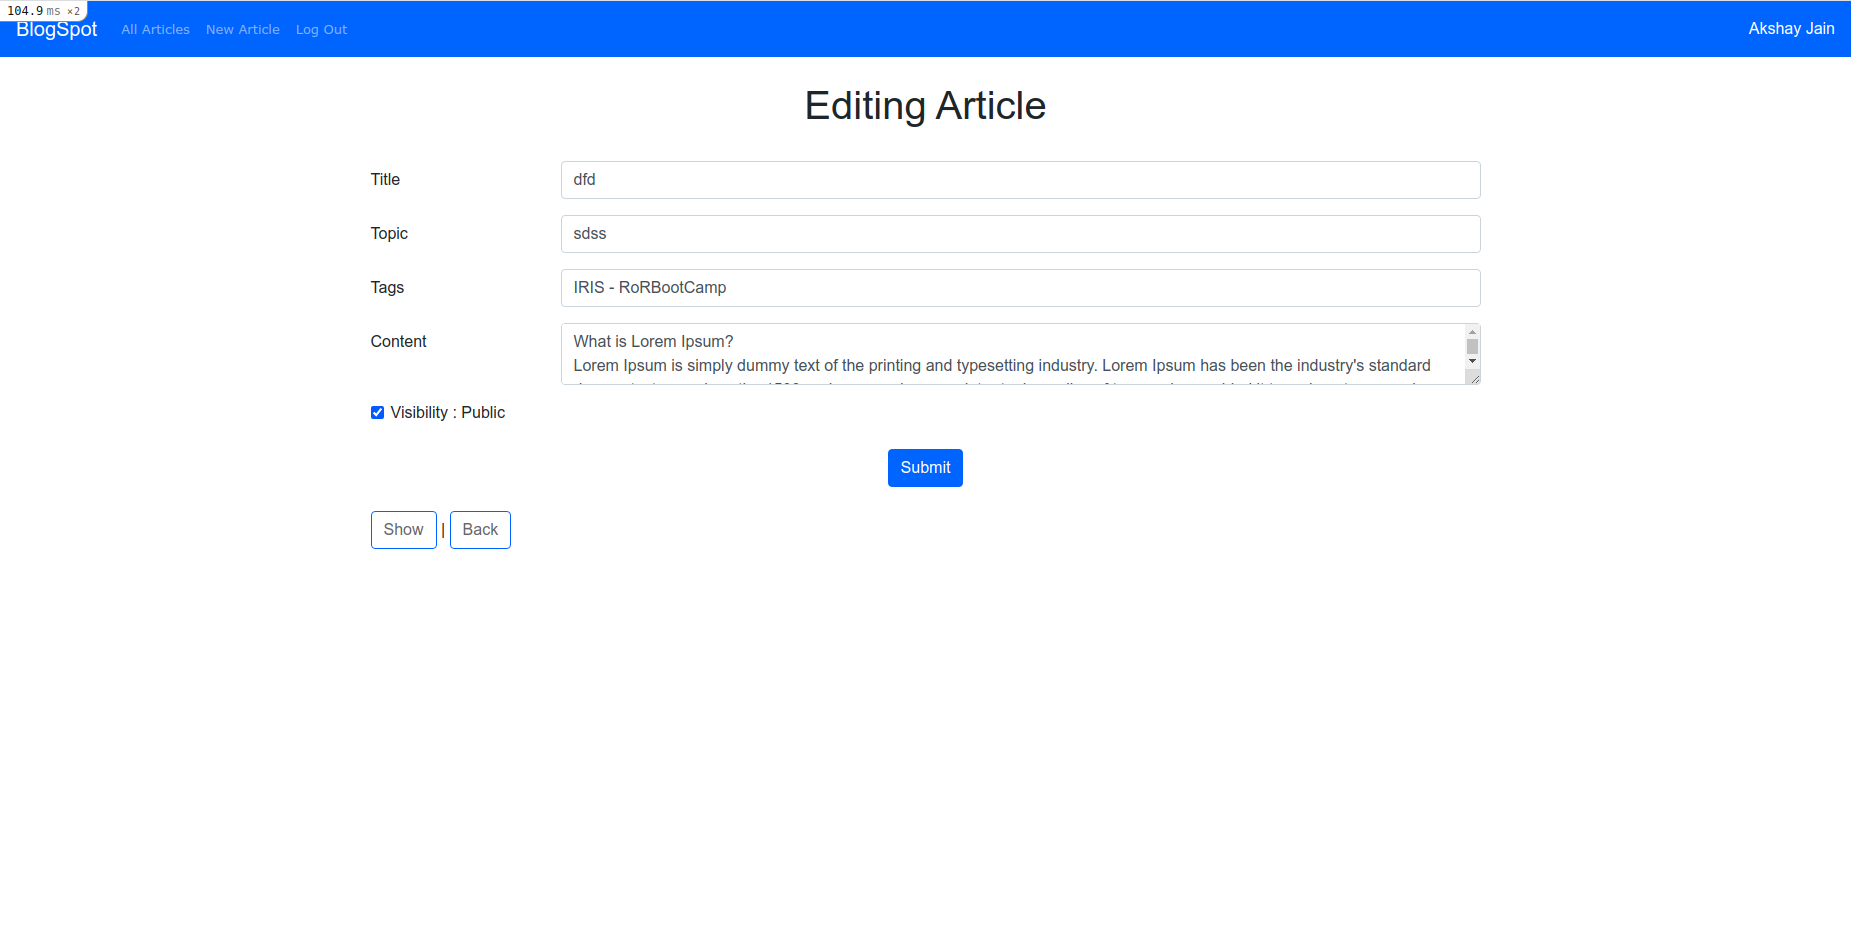 104.9 ms ×2
BlogSpot All Articles New Article Log Out Akshay Jain
Editing Article
Title dfd
Topic sdss
Tags IRIS - RoRBootCamp
Content What is Lorem Ipsum?
Lorem Ipsum is simply dummy text of the printing and typesetting industry. Lorem Ipsum has been the industry's standard
Visibility : Public
Submit
Show | Back